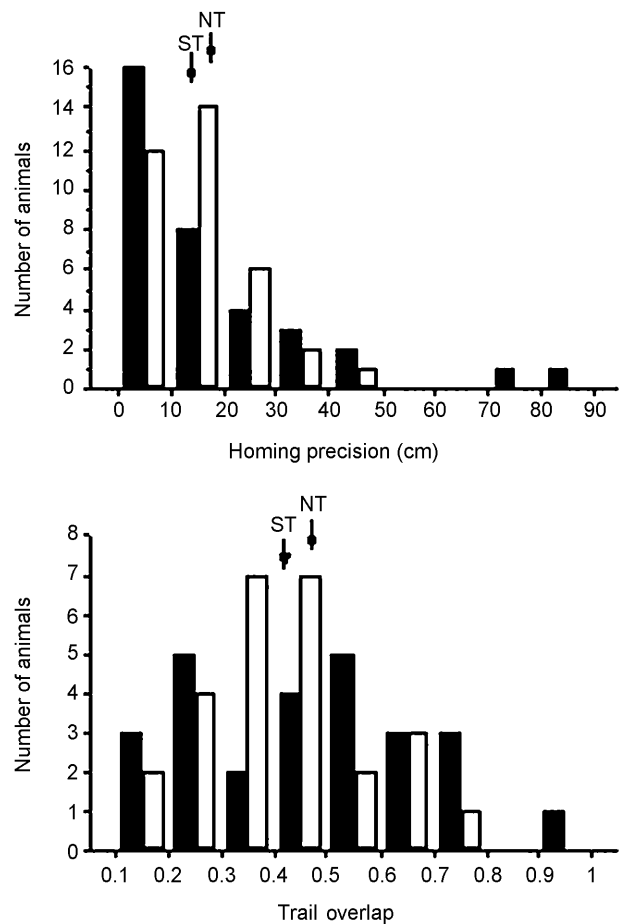 NT
ST
16
14
12
10
8
6
4
2
0
Number of animals
0 10 20 30 40 50 60 70 80 90
Homing precision (cm)
NT
ST
8
7
6
5
4
3
2
1
0
Number of animals
0.1 0.2 0.3 0.4 0.5 0.6 0.7 0.8 0.9 1
Trail overlap